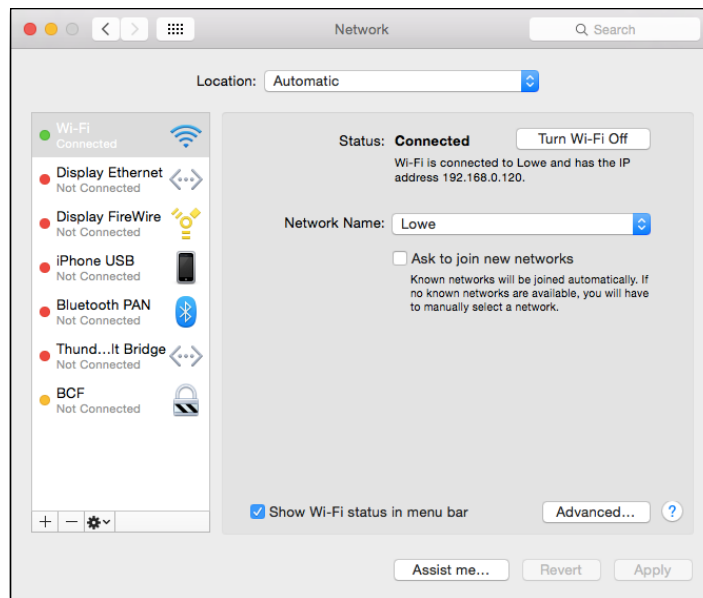 Network
Search
Location: Automatic
Wi-Fi
Connected
Display Ethernet
Not Connected
Display FireWire
Not Connected
iPhone USB
Not Connected
Bluetooth PAN
Not Connected
Thund...lt Bridge
Not Connected
BCF
Not Connected
Status: Connected
Turn Wi-Fi Off
Wi-Fi is connected to Lowe and has the IP
address 192.168.0.120.
Network Name: Lowe
Ask to join new networks
Known networks will be joined automatically. If
no known networks are available, you will have
to manually select a network.
Show Wi-Fi status in menu bar
Advanced...
?
Assist me...
Revert
Apply